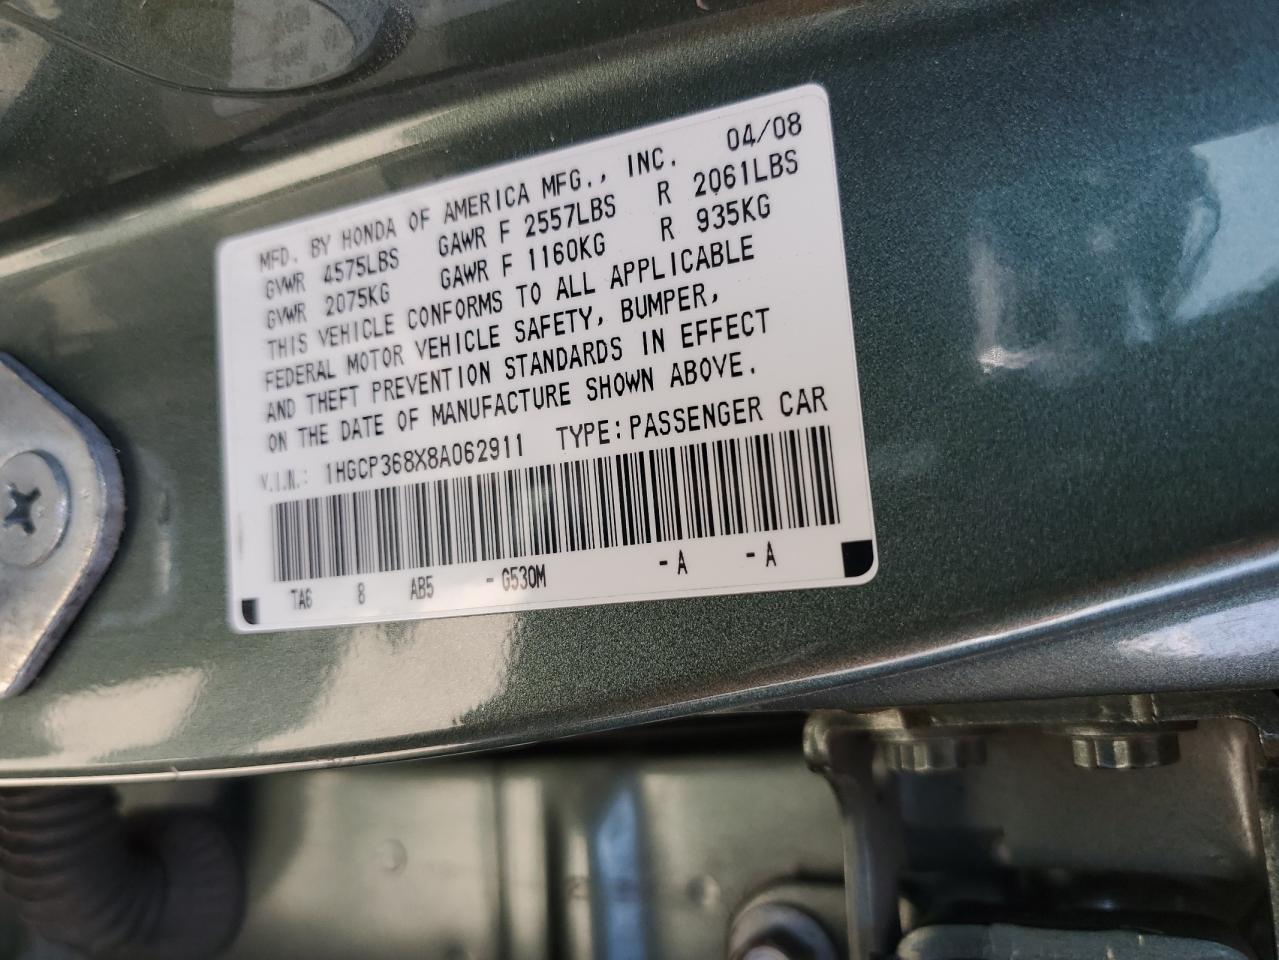 MFD. BY HONDA OF AMERICA MFG., INC. 04/08
GVWR 4575LBS GAWR F 2557LBS R 2061LBS
GVWR 2075KG GAWR F 1160KG R 935KG
THIS VEHICLE CONFORMS TO ALL APPLICABLE
FEDERAL MOTOR VEHICLE SAFETY, BUMPER,
AND THEFT PREVENTION STANDARDS IN EFFECT
ON THE DATE OF MANUFACTURE SHOWN ABOVE.
V.I.N.: 1HGCP368X8A062911 TYPE:PASSENGER CAR
TA6 8 AB5 -G530M -A -A